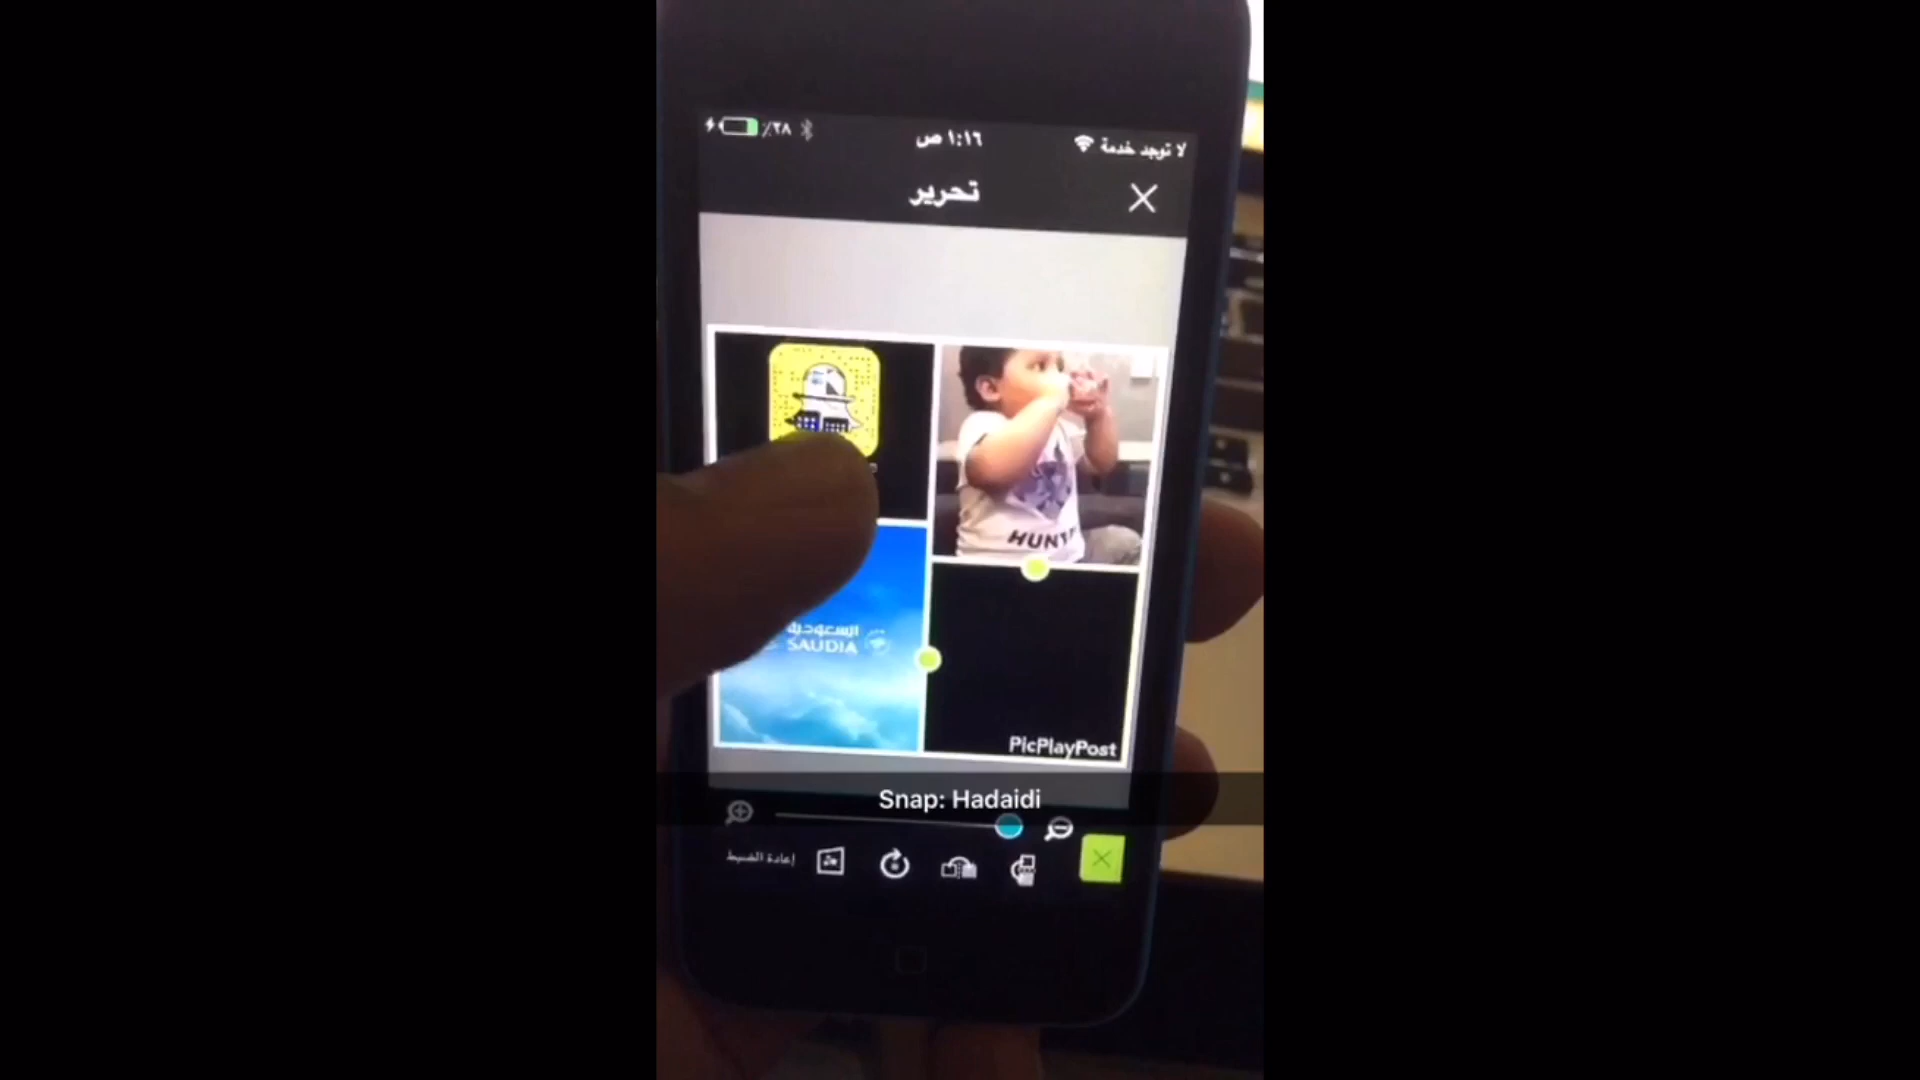 لا توجد خدمة
١:١٦ ص
٪٢٨
تحرير
HUNT
السعودية
SAUDIA
PicPlayPost
Snap: Hadaidi
إعادة الضبط